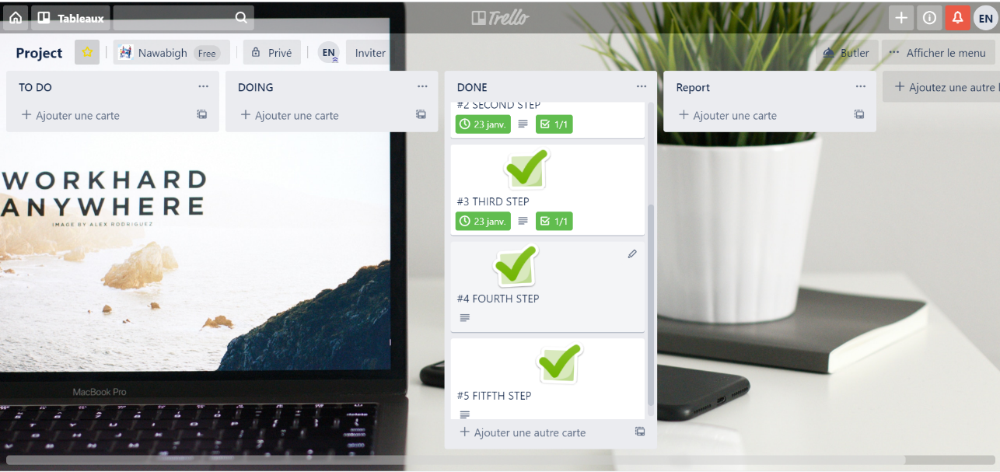 Tableaux
Trello
EN
Project
Nawabigh Free
Privé
EN
Inviter
Butler
Afficher le menu
TO DO
Ajouter une carte
DOING
Ajouter une carte
DONE
#2 SECOND STEP
23 janv.
1/1
#3 THIRD STEP
23 janv.
1/1
#4 FOURTH STEP
#5 FITFTH STEP
Ajouter une autre carte
Report
Ajouter une carte
Ajoutez une autre
WORKHARD
ANYWHERE
IMAGE BY ALEX RODRIGUEZ
MacBook Pro